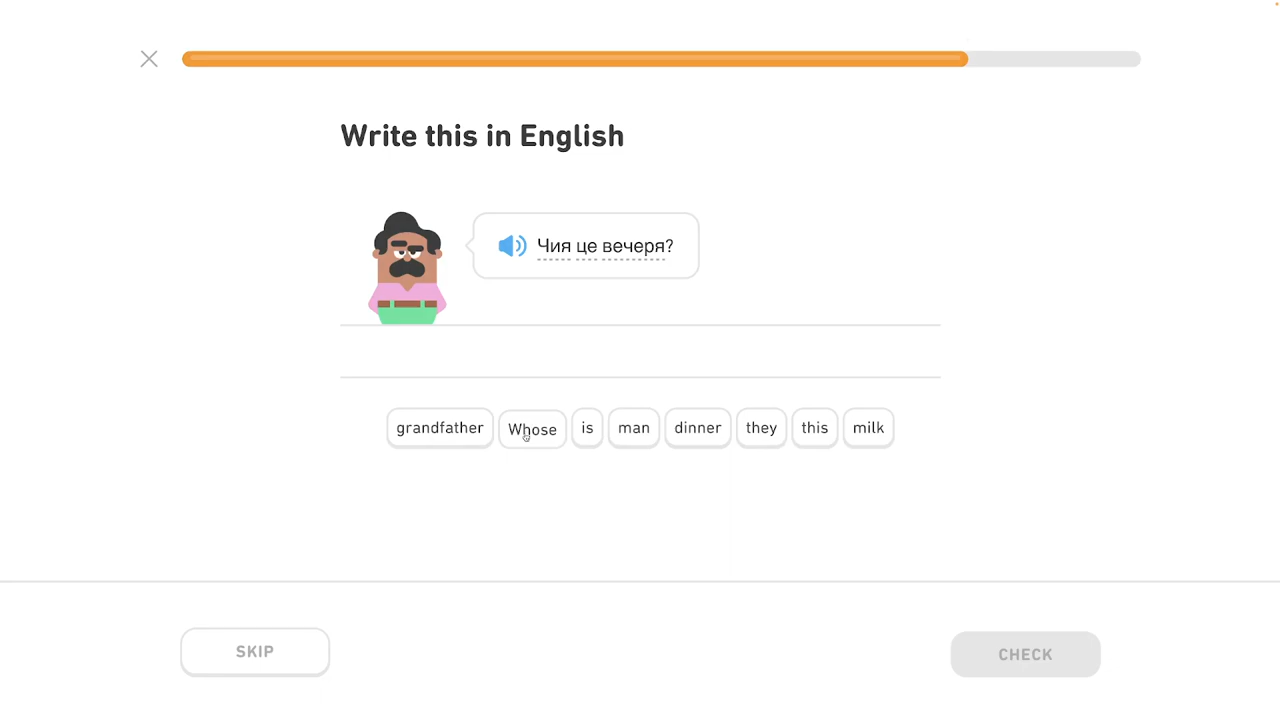 Write this in English
Чия це вечеря?
grandfather Whose is man dinner they this milk
SKIP CHECK